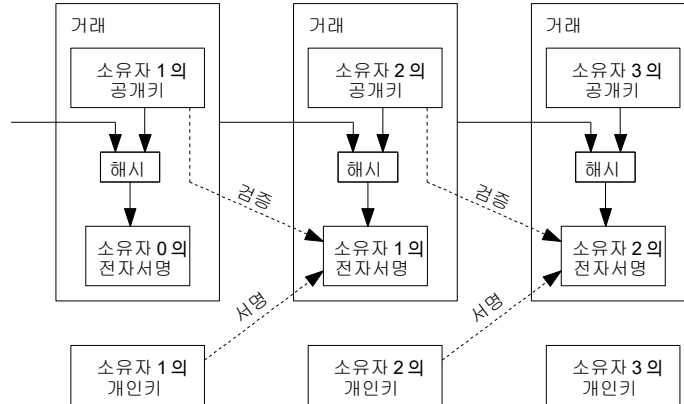 거래
거래
거래
소유자 1의
공개키
소유자 2의
공개키
소유자 3의
공개키
해시
해시
해시
검증
검증
소유자 0의
전자서명
소유자 1의
전자서명
소유자 2의
전자서명
서명
서명
소유자 1의
개인키
소유자 2의
개인키
소유자 3의
개인키